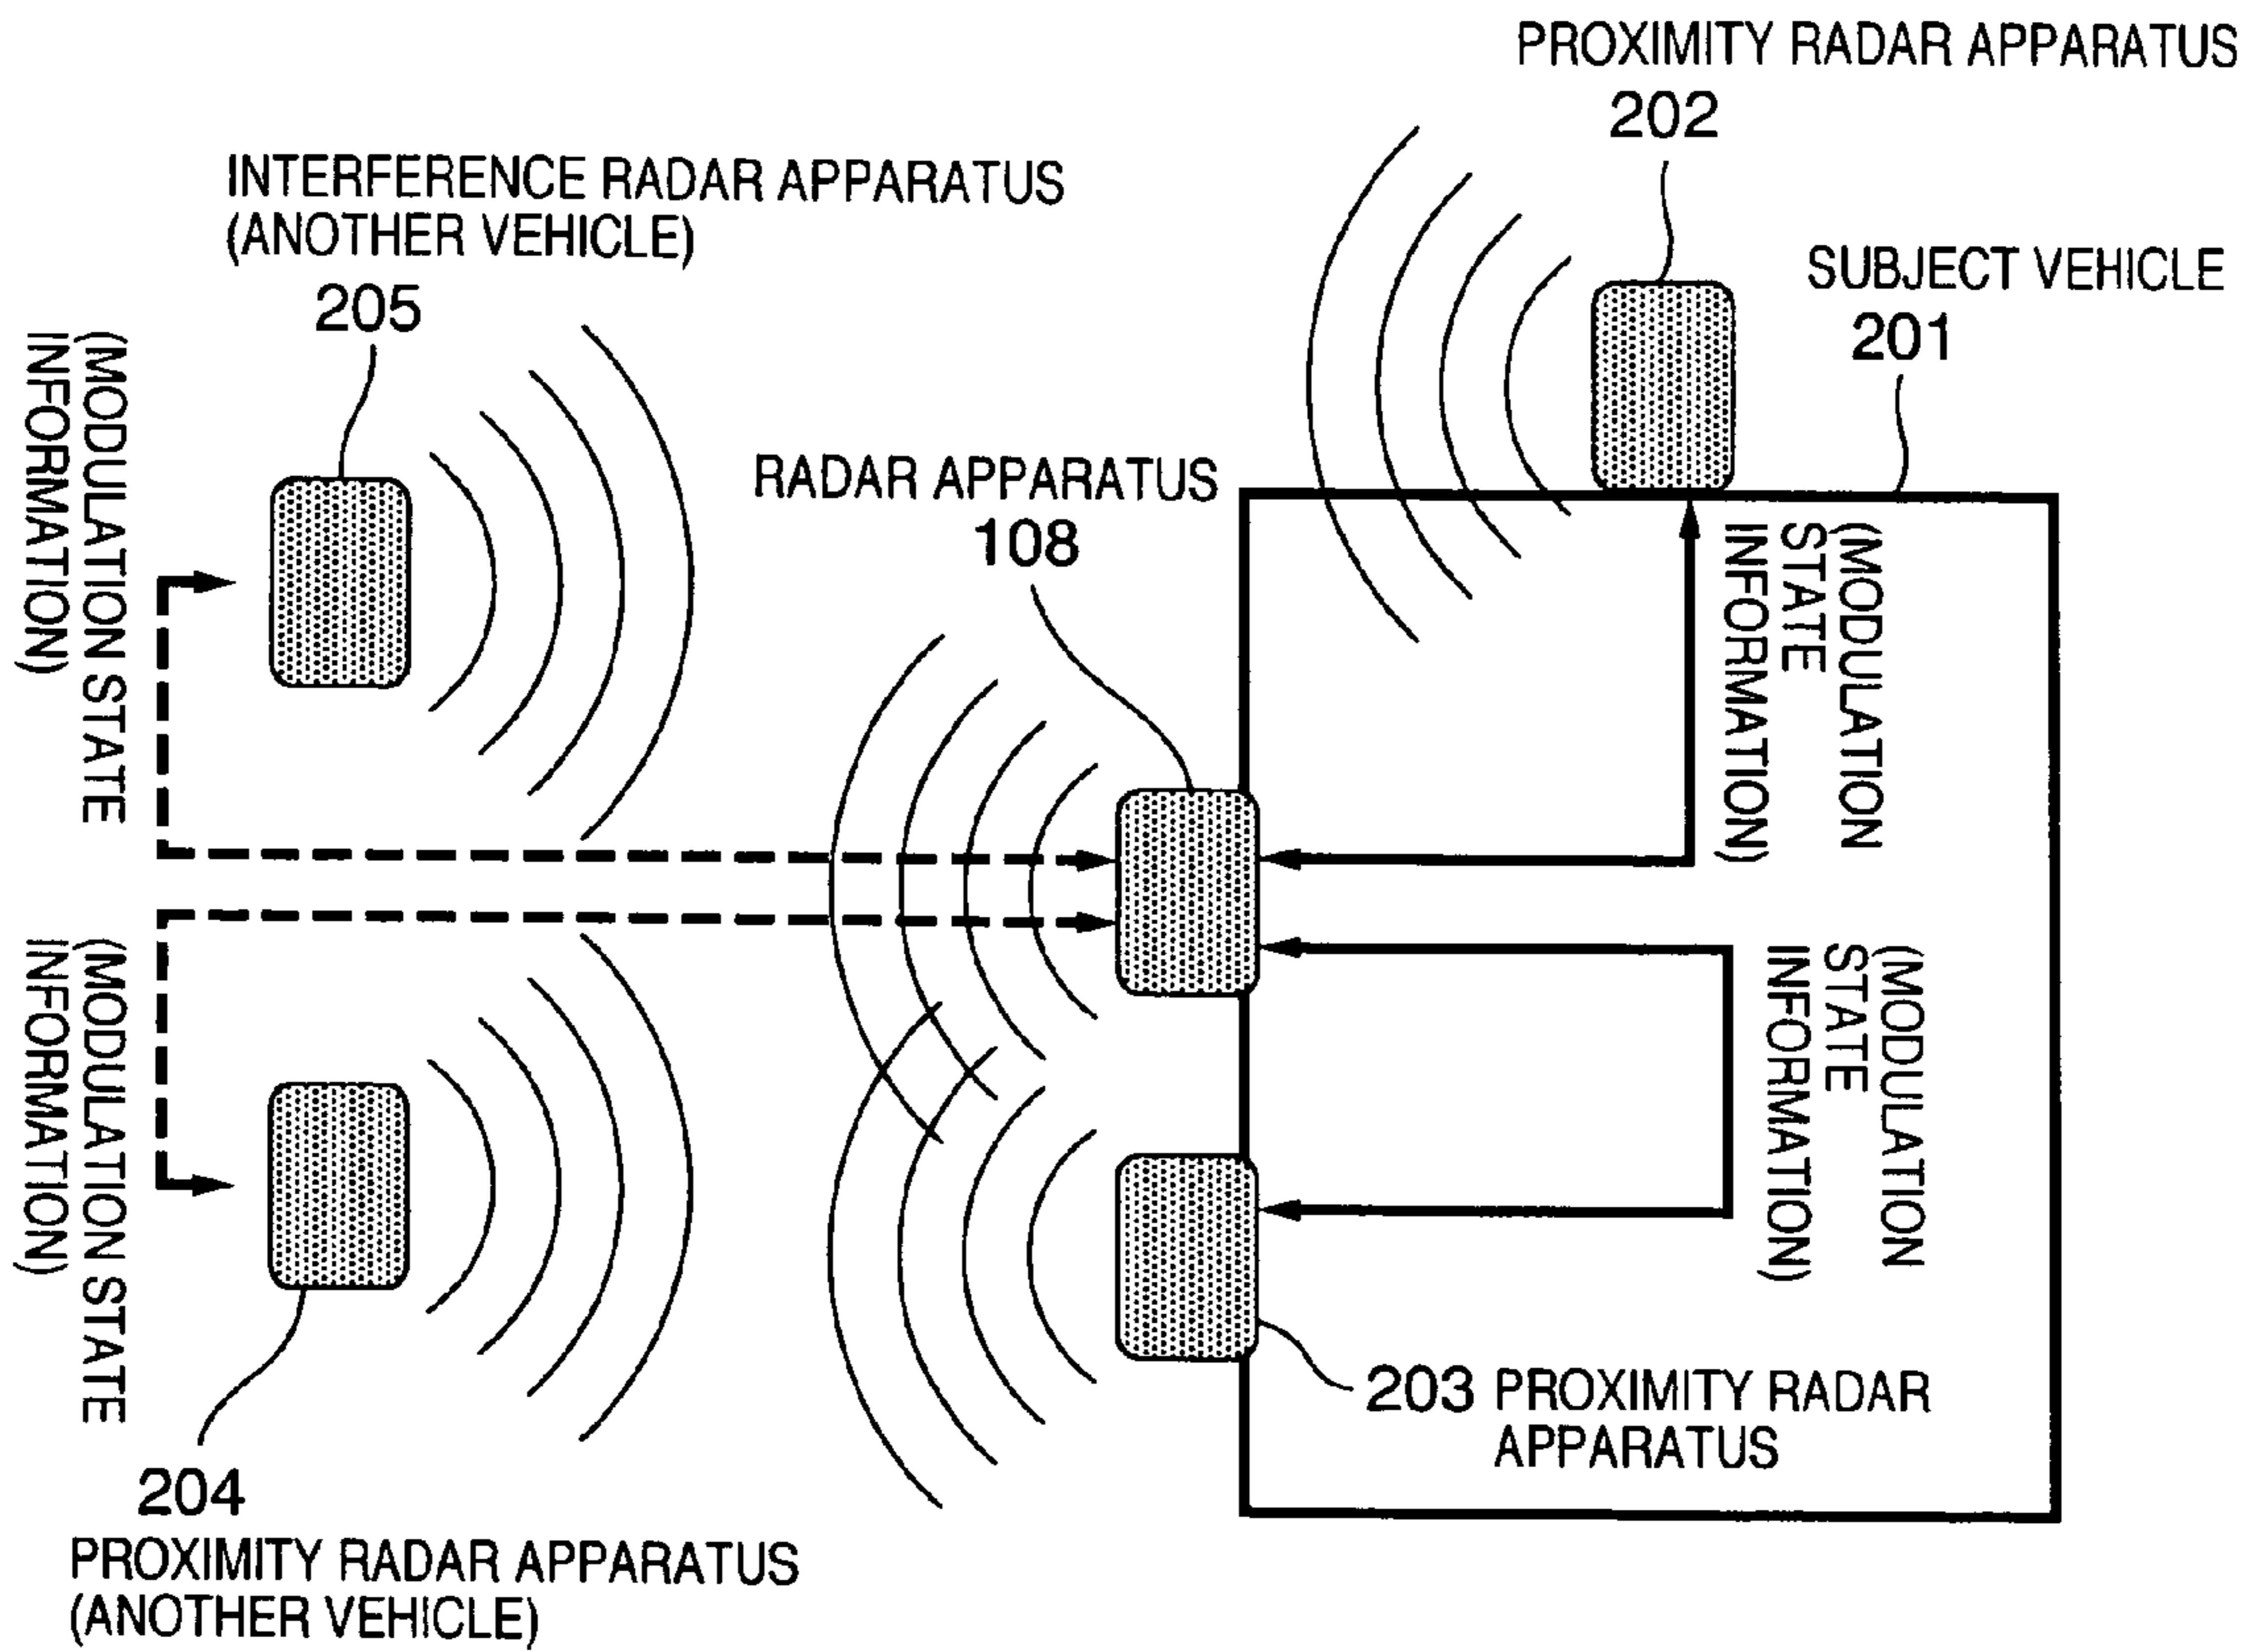 PROXIMITY RADAR APPARATUS
202
INTERFERENCE RADAR APPARATUS
(ANOTHER VEHICLE)
205
SUBJECT VEHICLE
201
(MODULATION STATE
INFORMATION)
RADAR APPARATUS
108
(MODULATION
STATE
INFORMATION)
(MODULATION STATE
INFORMATION)
(MODULATION
STATE
INFORMATION)
203 PROXIMITY RADAR
APPARATUS
204
PROXIMITY RADAR APPARATUS
(ANOTHER VEHICLE)